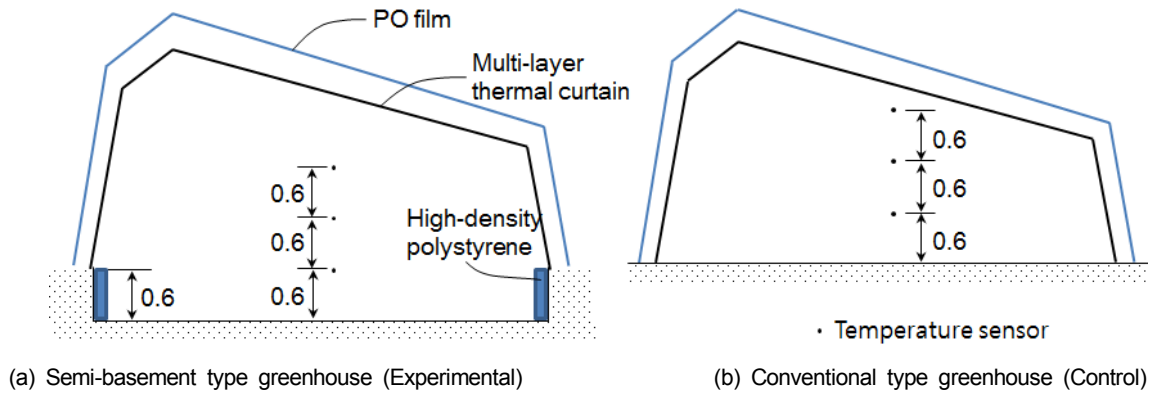 PO film
Multi-layer
thermal curtain
0.6
0.6
0.6
0.6
High-density
polystyrene
0.6
0.6
0.6
• Temperature sensor
(a) Semi-basement type greenhouse (Experimental)
(b) Conventional type greenhouse (Control)